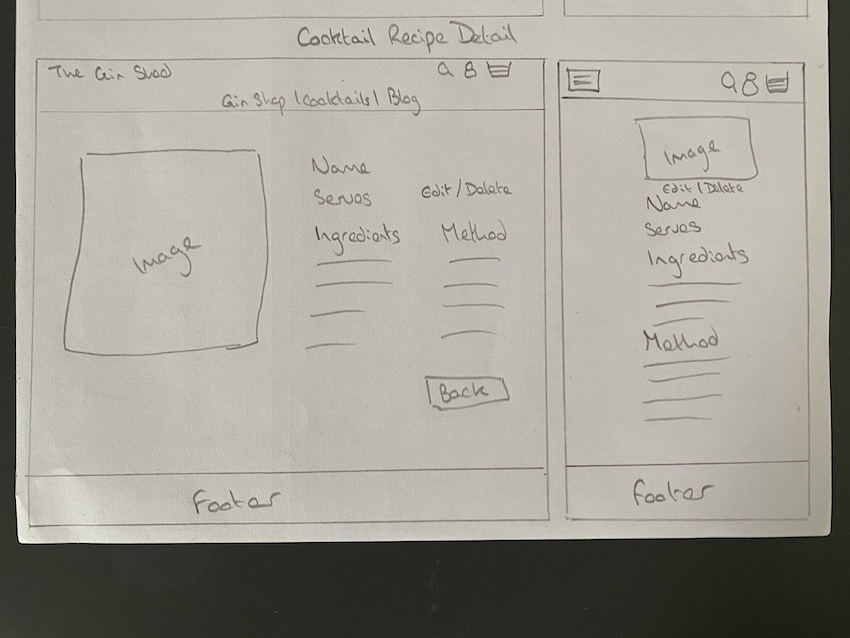 Cocktail Recipe Detail
The Gin Shed
Gin Shop | Cocktails | Blog
Image
Name
Serves
Edit / Delete
Ingredients
Method
Back
Footer
Image
Edit / Delete
Name
Serves
Ingredients
Method
Footer